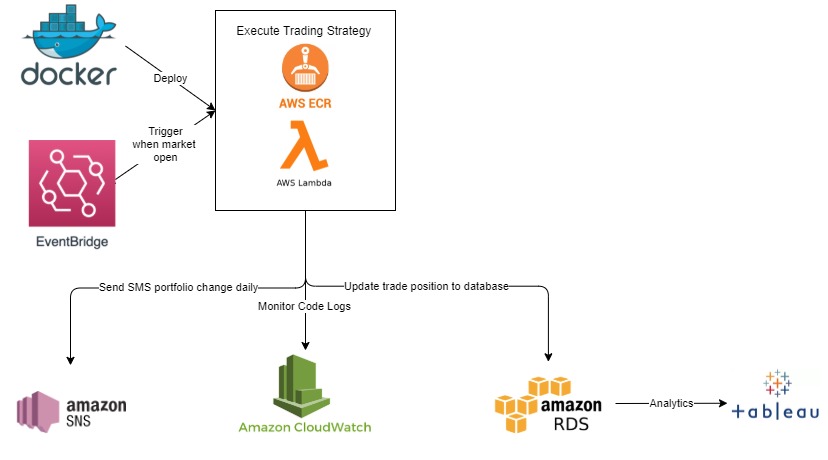 docker
Execute Trading Strategy
AWS ECR
Deploy
Trigger
when market
open
AWS Lambda
EventBridge
Send SMS portfolio change daily
Update trade position to database
Monitor Code Logs
amazon
SNS
Amazon CloudWatch
amazon
RDS
Analytics
tableau